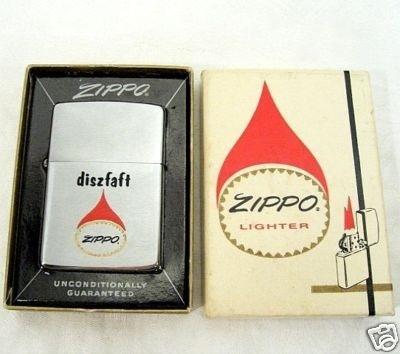 ZIPPO
diszfaft
ZIPPO
UNCONDITIONALLY
GUARANTEED
ZIPPO
LIGHTER